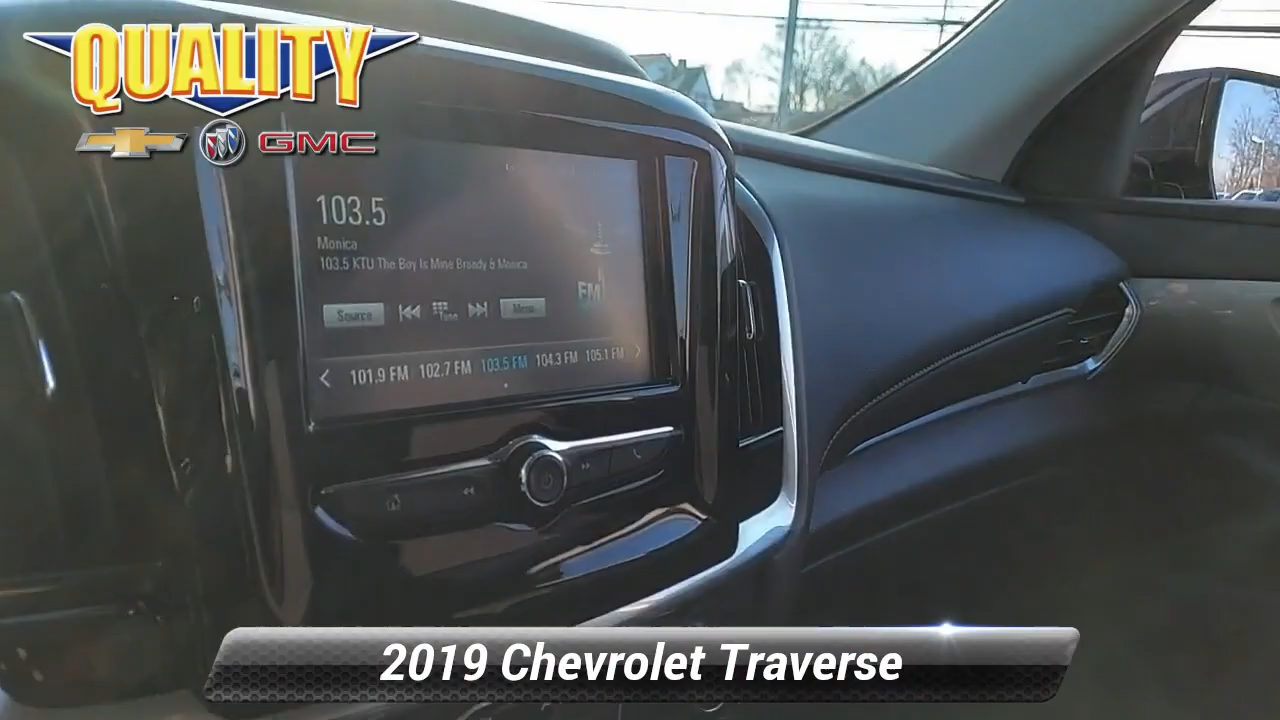 QUALITY
GMC
103.5
Monica
103.5 KTU The Boy Is Mine Brandy & Monica
FM
Source
Tune
Menu
101.9 FM 102.7 FM 103.5 FM 104.3 FM 105.1 FM
2019 Chevrolet Traverse